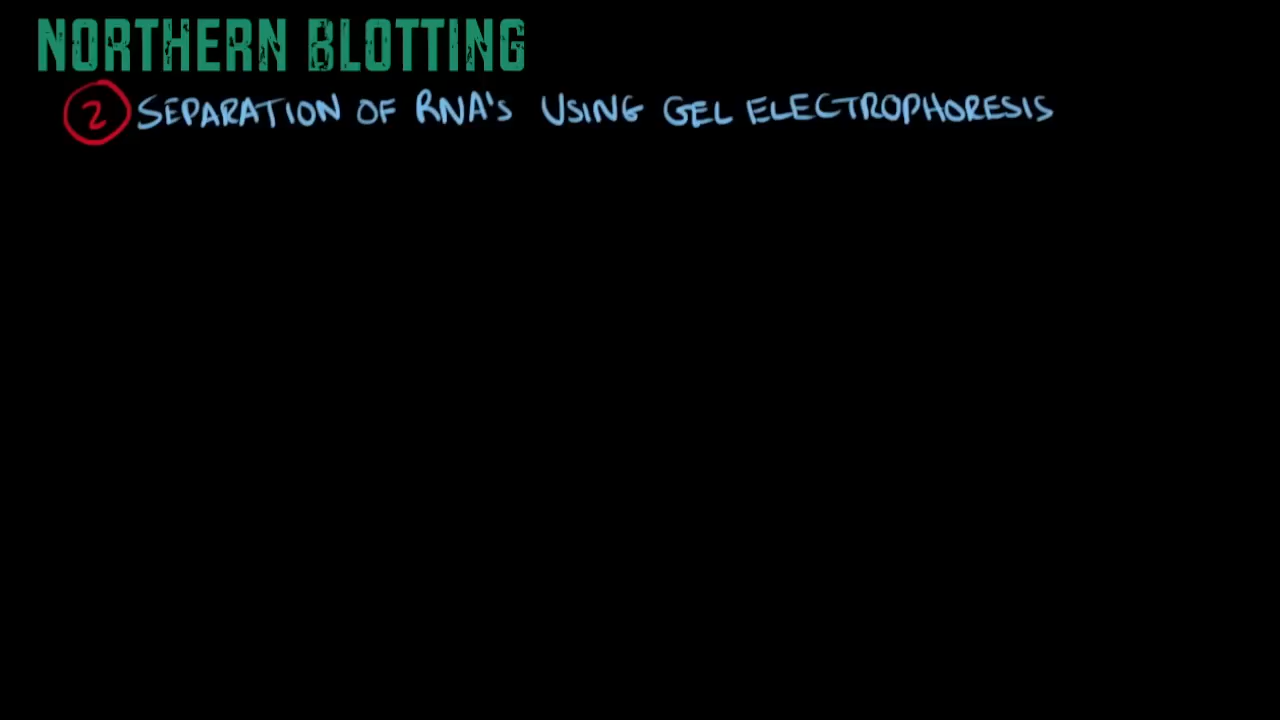 NORTHERN BLOTTING
2 SEPARATION OF RNA'S USING GEL ELECTROPHORESIS